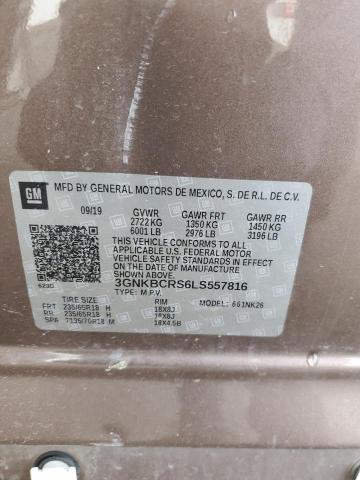 GM
MFD BY GENERAL MOTORS DE MEXICO, S. DE R.L. DE C.V.
09/19 GVWR GAWR FRT GAWR RR
2722 KG 1350 KG 1450 KG
6001 LB 2976 LB 3196 LB
THIS VEHICLE CONFORMS TO ALL APPLICABLE
U.S. FEDERAL MOTOR VEHICLE
SAFETY STANDARDS IN EFFECT
ON THE DATE OF MANUFACTURE
SHOWN ABOVE.
3GNKBCRS6LS557816
TYPE: M.P.V. MODEL: 661NK26
TIRE SIZE RIM
FRT 235/65R18 H 18X8J
RR 235/65R18 H 18X8J
SPA T135/70R18 M 18X4.5B